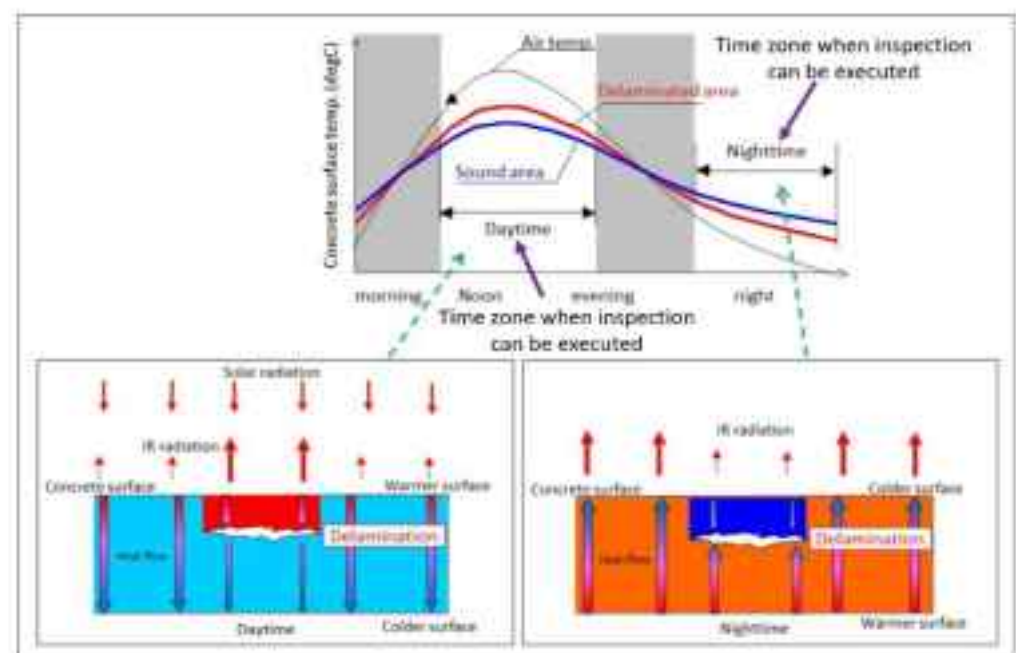 Concrete surface temp. (degC)
Air temp.
Delaminated area
Time zone when inspection
can be executed
Sound area
Nighttime
Daytime
morning
Noon
evening
night
Time zone when inspection
can be executed
Solar radiation
IR radiation
Concrete surface
Warmer surface
Delamination
Heat flow
Daytime
Colder surface
IR radiation
Concrete surface
Colder surface
Delamination
Heat flow
Nighttime
Warmer surface